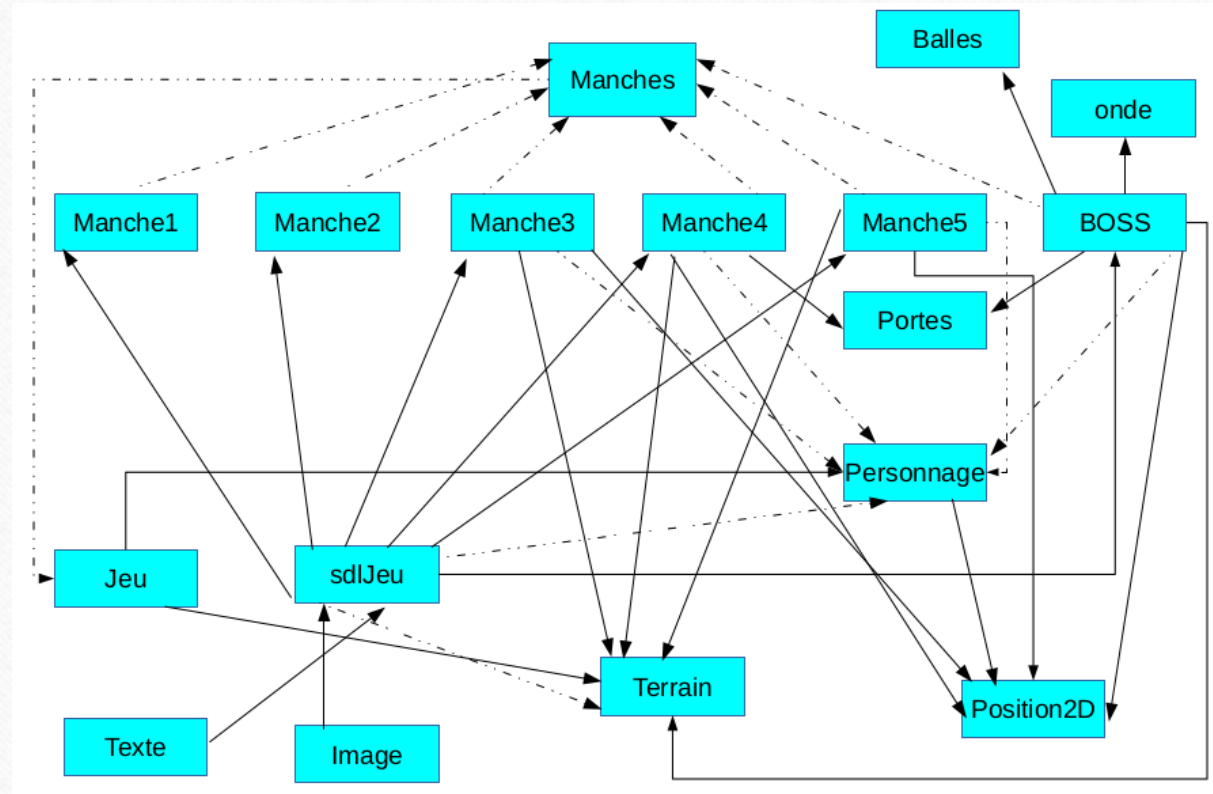 Balles
Manches
onde
Manche1
Manche2
Manche3
Manche4
Manche5
BOSS
Portes
Personnage
Jeu
sdlJeu
Terrain
Position2D
Texte
Image